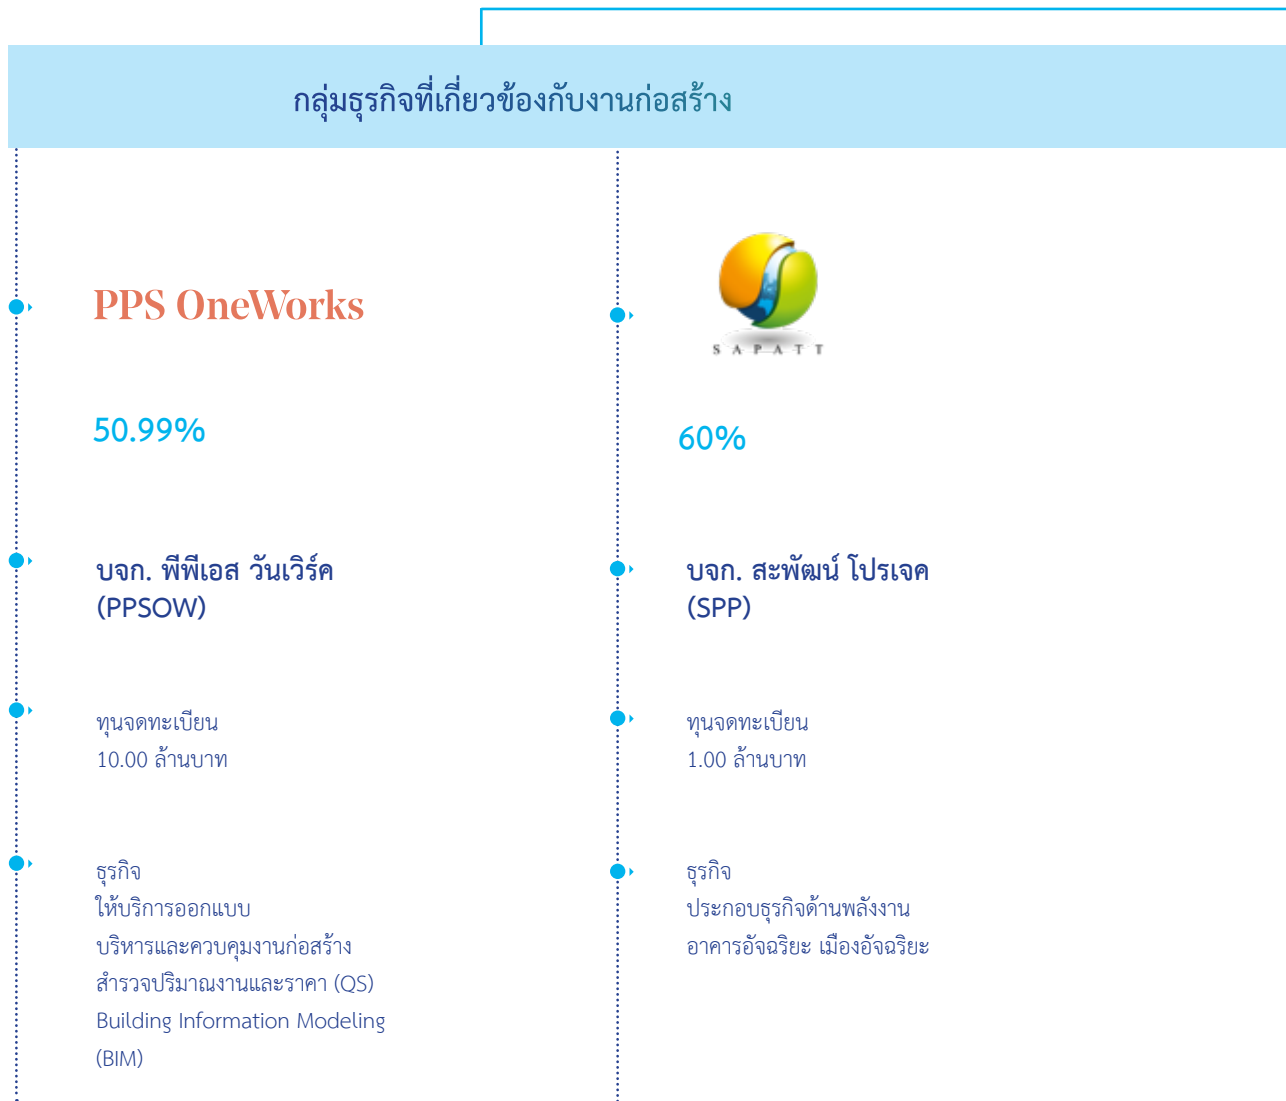 กลุ่มธุรกิจที่เกี่ยวข้องกับงานก่อสร้าง
PPS OneWorks
50.99%
บจก. พีพีเอส วันเวิร์ค
(PPSOW)
ทุนจดทะเบียน
10.00 ล้านบาท
ธุรกิจ
ให้บริการออกแบบ
บริหารและควบคุมงานก่อสร้าง
สำรวจปริมาณงานและราคา (QS)
Building Information Modeling
(BIM)
SAPATT
60%
บจก. สะพัฒน์ โปรเจค
(SPP)
ทุนจดทะเบียน
1.00 ล้านบาท
ธุรกิจ
ประกอบธุรกิจด้านพลังงาน
อาคารอัจฉริยะ เมืองอัจฉริยะ